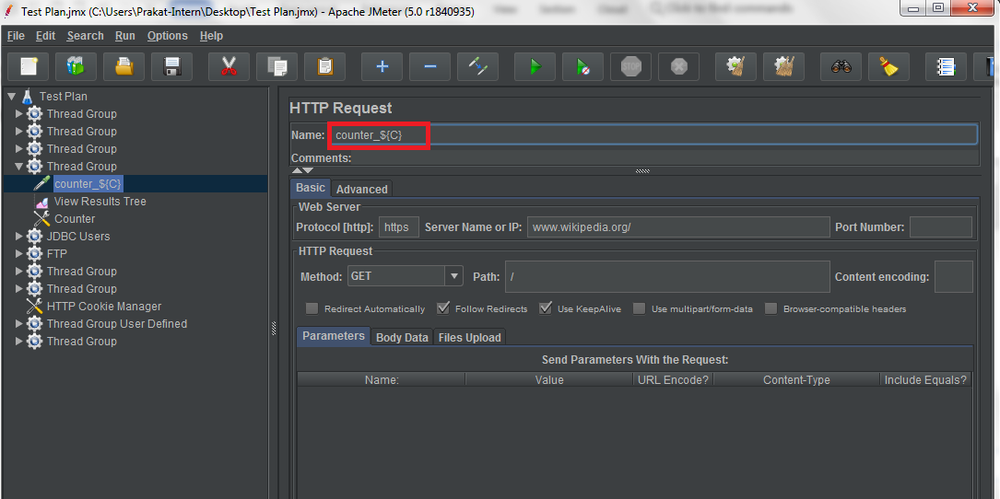 Test Plan.jmx (C:\Users\Prakat-Intern\Desktop\Test Plan.jmx) - Apache JMeter (5.0 r1840935)
File Edit Search Run Options Help
STOP
Test Plan
Thread Group
Thread Group
Thread Group
Thread Group
counter_${C}
View Results Tree
Counter
JDBC Users
FTP
Thread Group
Thread Group
HTTP Cookie Manager
Thread Group User Defined
Thread Group
HTTP Request
Name: counter_${C}
Comments:
Basic Advanced
Web Server
Protocol [http]: https Server Name or IP: www.wikipedia.org/ Port Number:
HTTP Request
Method: GET Path: / Content encoding:
Redirect Automatically Follow Redirects Use KeepAlive Use multipart/form-data Browser-compatible headers
Parameters Body Data Files Upload
Send Parameters With the Request:
Name: Value URL Encode? Content-Type Include Equals?